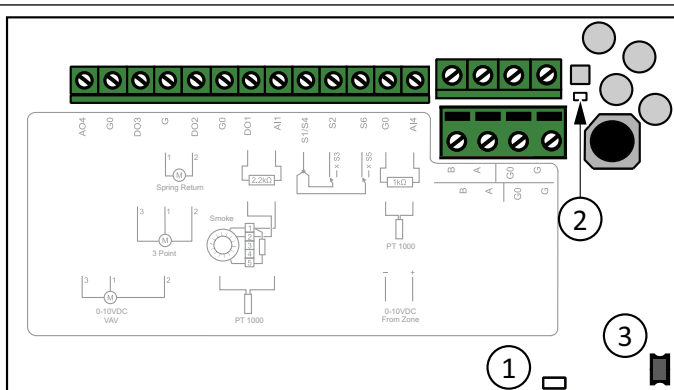 AO4 G0 DO3 G DO2 G0 DO1 AI1 S1/S4 S2 S6 G0 AI4
B A G0 G
B A G0 G
1 2
M
Spring Return
2,2kΩ
x S3
x S5
1kΩ
3 1 2
M
3 Point
Smoke
1
2
3
4
5
PT 1000
3 1 2
M
0-10VDC
VAV
PT 1000
– +
0-10VDC
From Zone
2
3
1